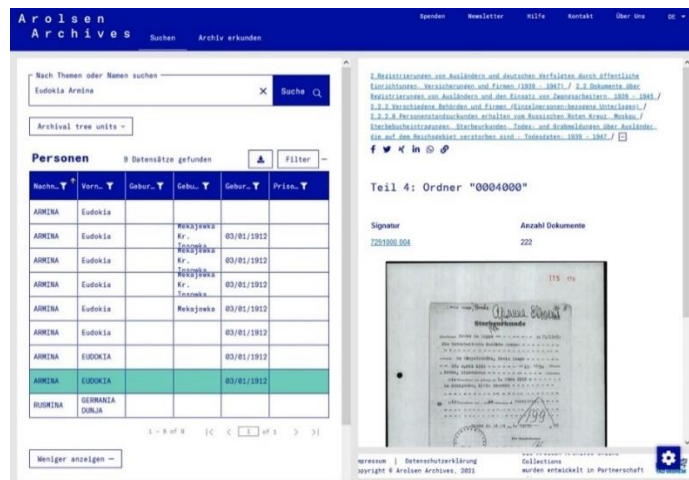 Arolsen
Archives
Suchen
Archiv erkunden
Spenden
Newsletter
Hilfe
Kontakt
Über Uns
DE
Nach Themen oder Namen suchen
Eudokia Armina
Suche
Archival tree units
Personen
9 Datensätze gefunden
Filter
Nachn… Vorn… Gebur… Gebu… Gebur… Priso…
ARMINA Eudokia
ARMINA Eudokia Mekajewka Kr. 03/01/1912
ARMINA Eudokia Kr. 03/01/1912
ARMINA Eudokia Kr. 03/01/1912
ARMINA Eudokia Mekajewka 03/01/1912
ARMINA Eudokia 03/01/1912
ARMINA EUDOKIA 03/01/1912
ARMINA EUDOKIA 03/01/1912
RUSMINA GERMANIA DUNJA
1 - 9 of 9
1 of 1
Weniger anzeigen
2 Registrierungen von Ausländern und deutschen Verfolgten durch öffentliche
Einrichtungen, Versicherungen und Firmen (1939 - 1947) / 2.2 Dokumente über
Registrierungen von Ausländern und den Einsatz von Zwangsarbeitern, 1939 - 1945 /
2.2.2 Verschiedene Behörden und Firmen (Einzelpersonen-bezogene Unterlagen) /
2.2.2.8 Personenstandsurkunden erhalten vom Russischen Roten Kreuz, Moskau /
Sterbebucheintragungen, Sterbeurkunden, Todes- und Grabmeldungen über Ausländer,
die auf dem Reichsgebiet verstorben sind - Todesdaten: 1939 - 1947 /
Teil 4: Ordner "0004000"
Signatur
Anzahl Dokumente
7291000.004
222
115
Sterbeurkunde
199
Impressum | Datenschutzerklärung
Copyright © Arolsen Archives, 2021
Collections
wurden entwickelt in Partnerschaft